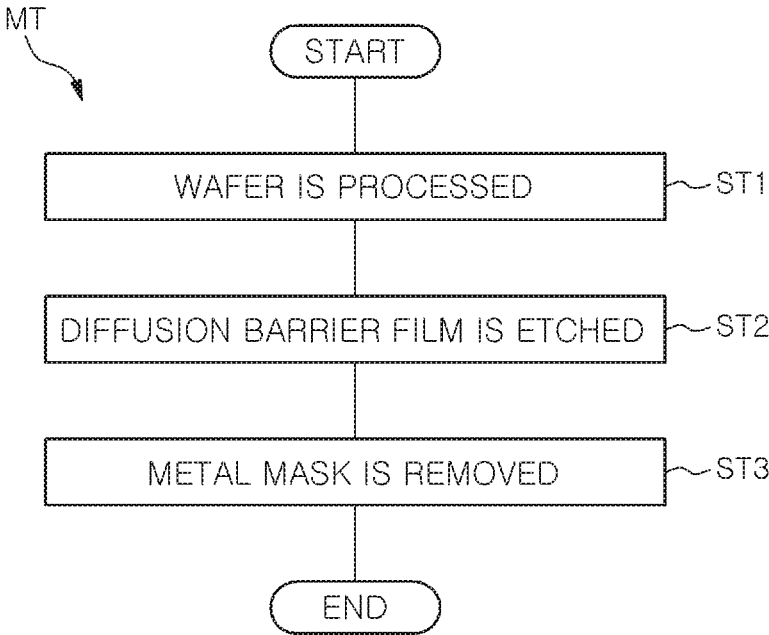 MT
START
WAFER IS PROCESSED
ST1
DIFFUSION BARRIER FILM IS ETCHED
ST2
METAL MASK IS REMOVED
ST3
END